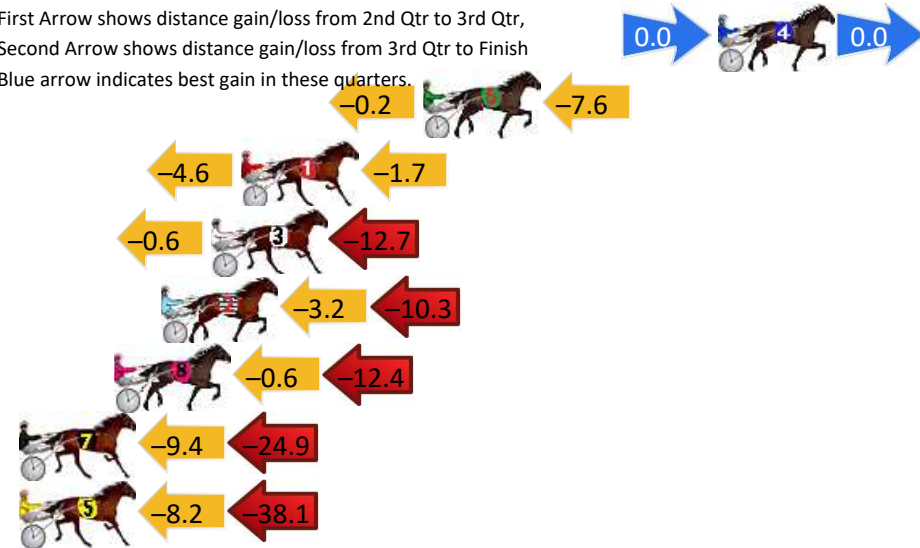 First Arrow shows distance gain/loss from 2nd Qtr to 3rd Qtr,
Second Arrow shows distance gain/loss from 3rd Qtr to Finish
Blue arrow indicates best gain in these quarters.
0.0 4 0.0
–0.2 6 –7.6
–4.6 1 –1.7
–0.6 3 –12.7
2 –3.2 –10.3
8 –0.6 –12.4
7 –9.4 –24.9
5 –8.2 –38.1